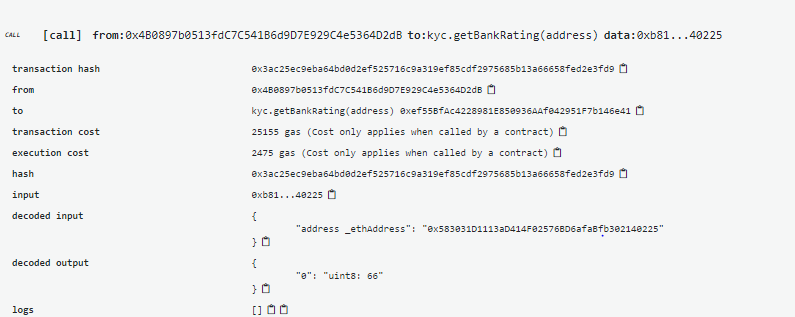 CALL [call] from:0x4B0897b0513fdC7C541B6d9D7E929C4e5364D2dB to:kyc.getBankRating(address) data:0xb81...40225
transaction hash 0x3ac25ec9eba64bd0d2ef525716c9a319ef85cdf2975685b13a66658fed2e3fd9
from 0x4B0897b0513fdC7C541B6d9D7E929C4e5364D2dB
to kyc.getBankRating(address) 0xef55BfAc4228981E850936AAf042951F7b146e41
transaction cost 25155 gas (Cost only applies when called by a contract)
execution cost 2475 gas (Cost only applies when called by a contract)
hash 0x3ac25ec9eba64bd0d2ef525716c9a319ef85cdf2975685b13a66658fed2e3fd9
input 0xb81...40225
decoded input {
"address _ethAddress": "0x583031D1113aD414F02576BD6afaBfb302140225"
}
decoded output {
"0": "uint8: 66"
}
logs []